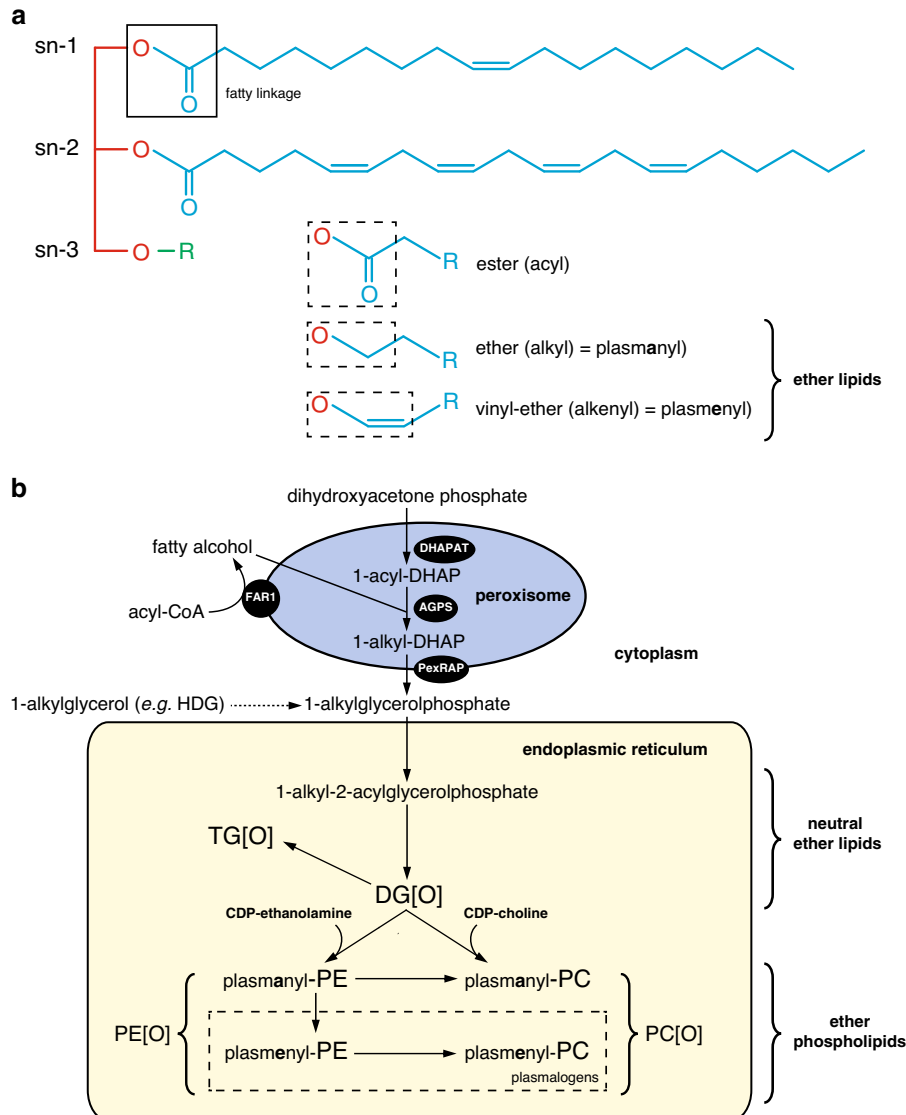 a
sn-1
O
O
fatty linkage
sn-2
O
O
sn-3
O
R
O
O
R
ester (acyl)
O
R
ether (alkyl) = plasmanyl)
O
R
vinyl-ether (alkenyl) = plasmenyl)
ether lipids
b
dihydroxyacetone phosphate
DHAPAT
fatty alcohol
1-acyl-DHAP
peroxisome
FAR1
acyl-CoA
AGPS
1-alkyl-DHAP
cytoplasm
PexRAP
1-alkylglycerol (e.g. HDG)
1-alkylglycerolphosphate
endoplasmic reticulum
1-alkyl-2-acylglycerolphosphate
TG[O]
neutral
ether lipids
DG[O]
CDP-ethanolamine
CDP-choline
plasmanyl-PE
plasmanyl-PC
PE[O]
PC[O]
ether
phospholipids
plasmenyl-PE
plasmenyl-PC
plasmalogens